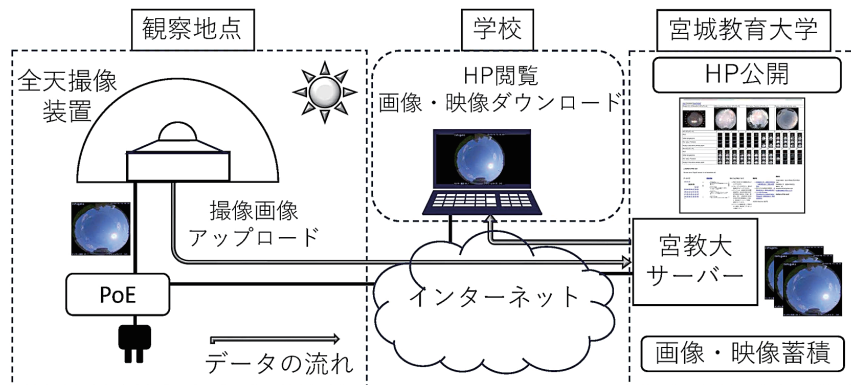 観察地点
全天撮像
装置
撮像画像
アップロード
PoE
データの流れ
学校
HP閲覧
画像・映像ダウンロード
インターネット
宮城教育大学
HP公開
宮教大
サーバー
画像・映像蓄積